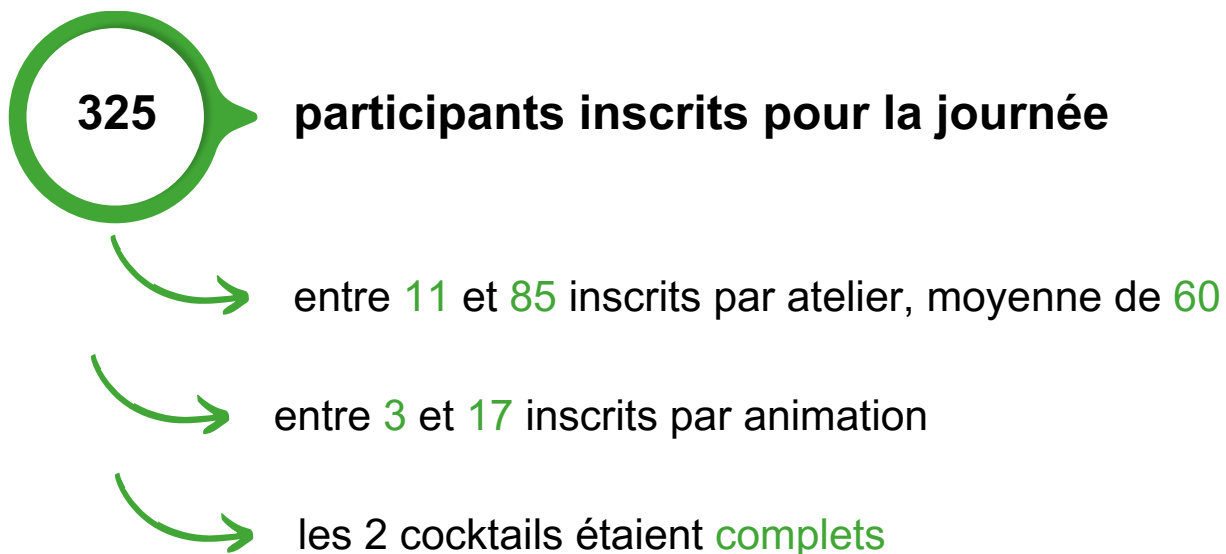 325 participants inscrits pour la journée
entre 11 et 85 inscrits par atelier, moyenne de 60
entre 3 et 17 inscrits par animation
les 2 cocktails étaient complets